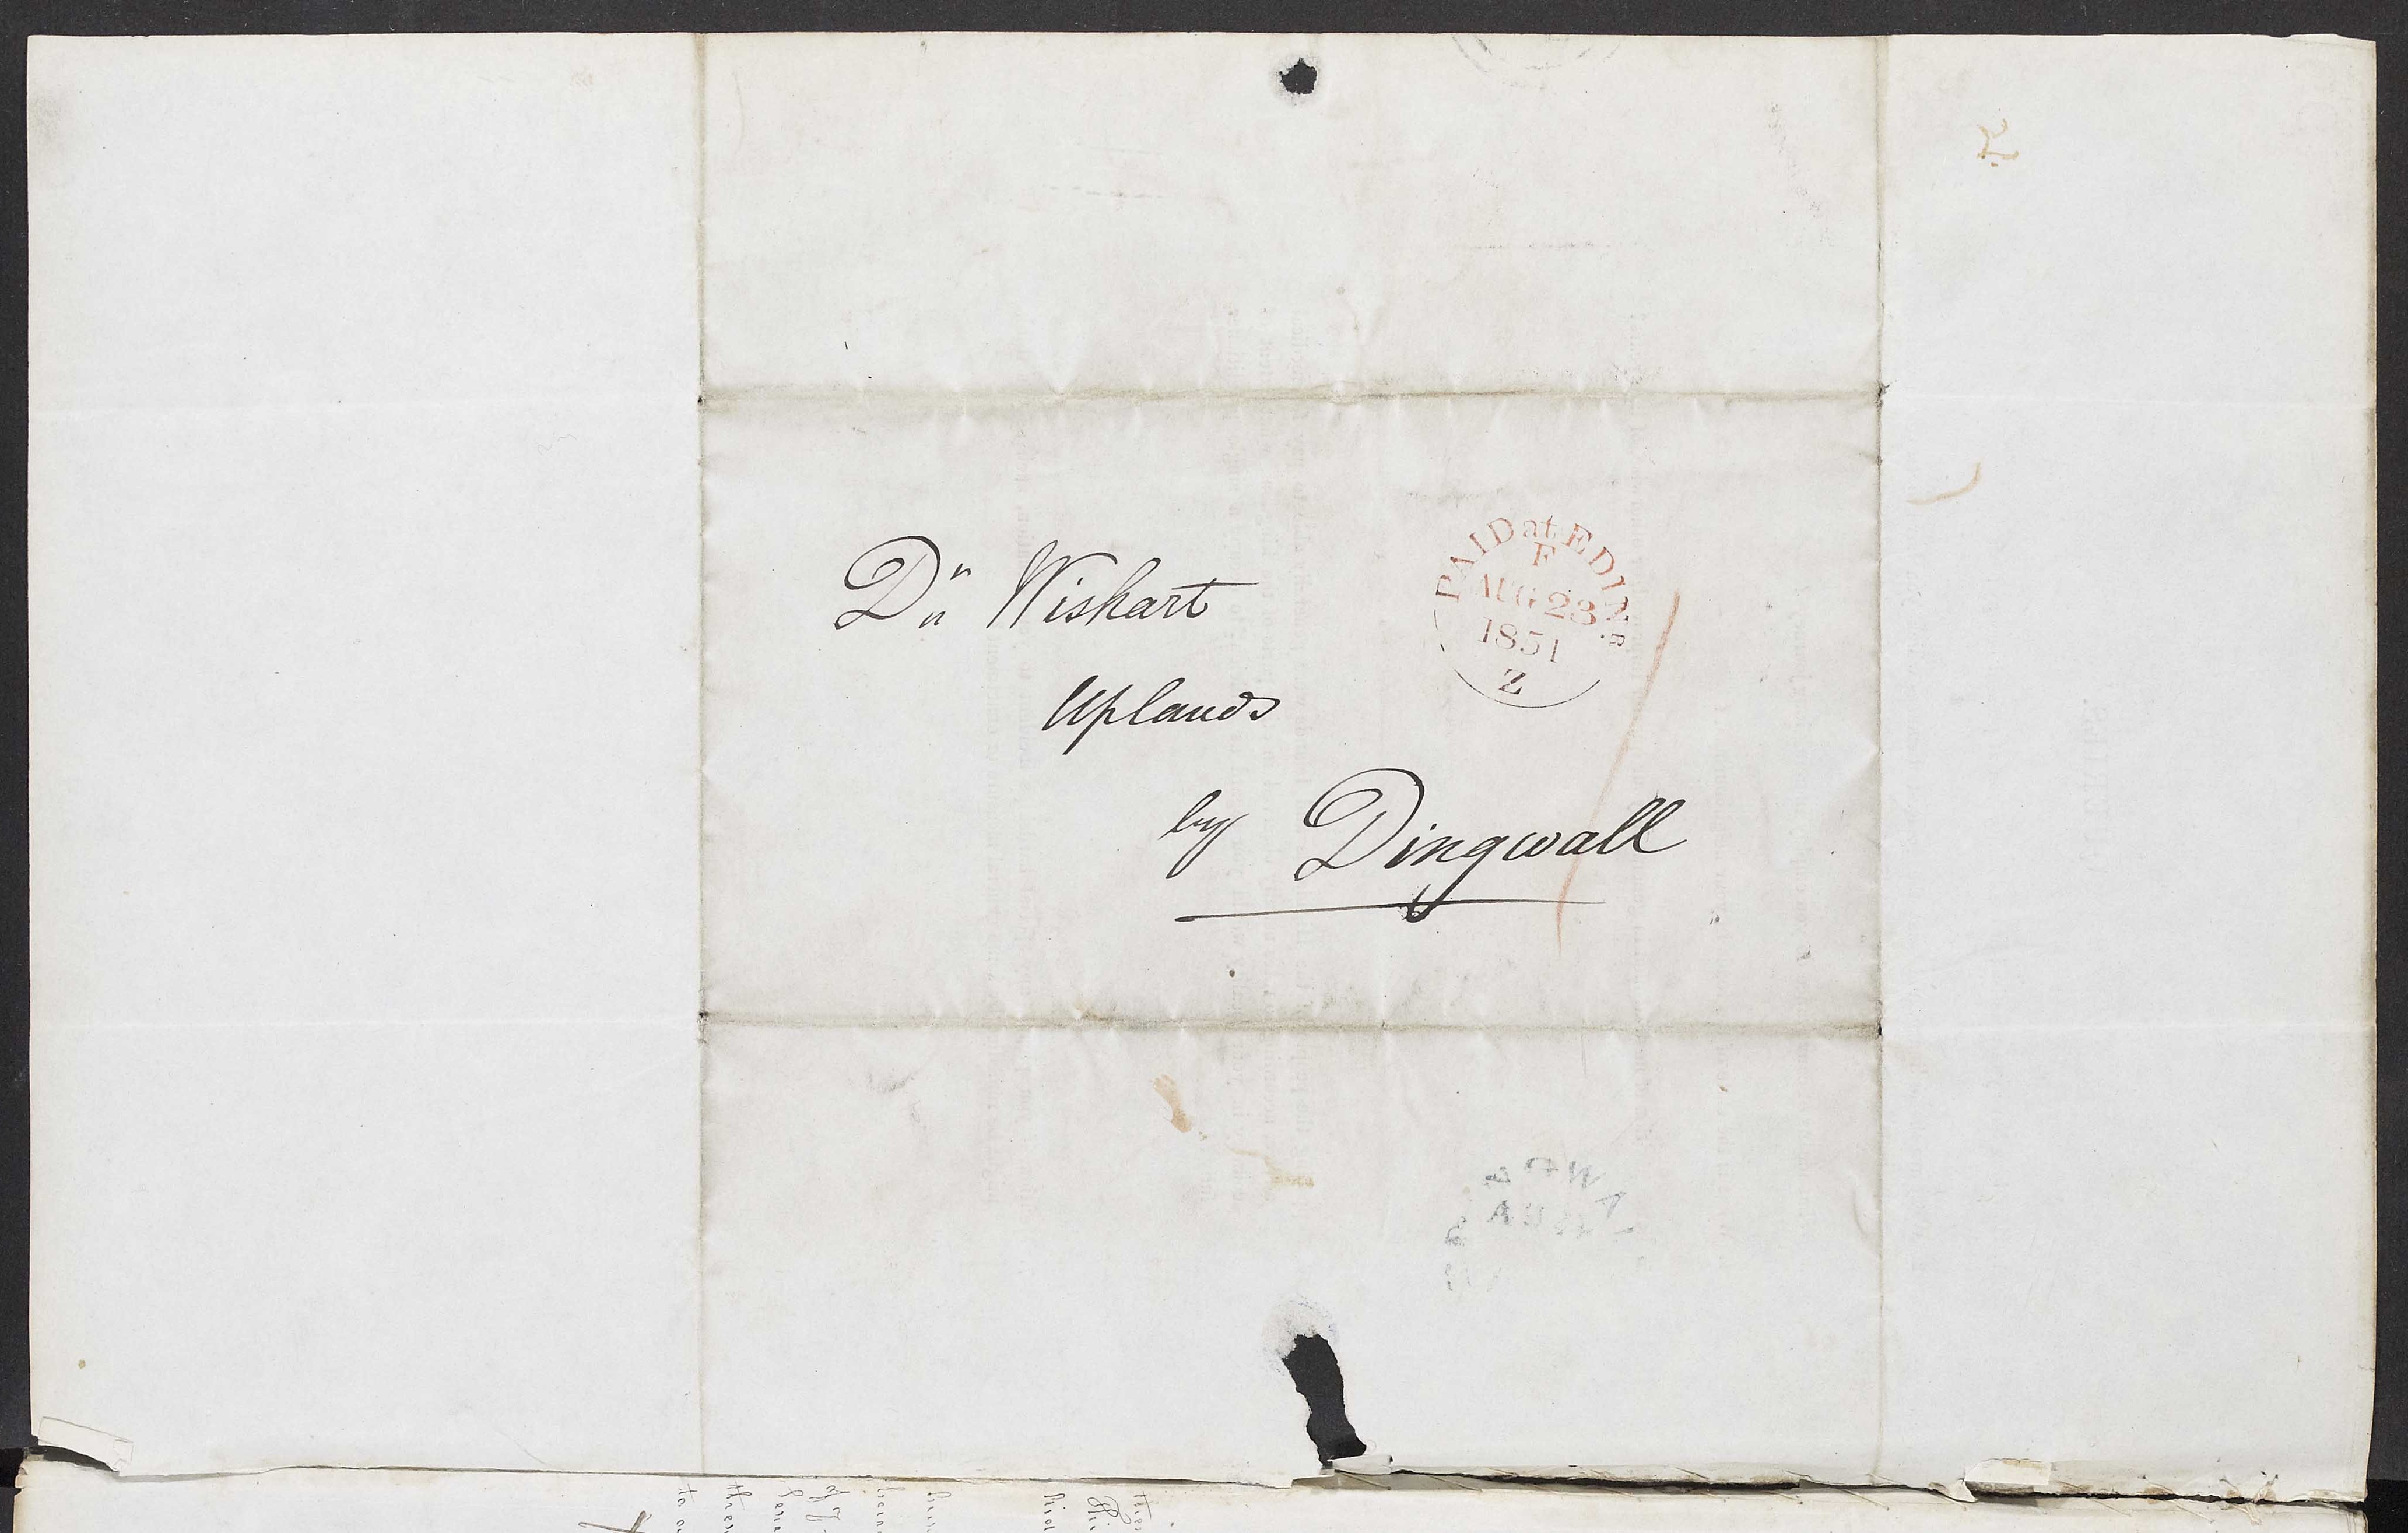 Dr Wishart
Uplands
by Dingwall
PAID at EDINR.
F
AUG 23
1851
Z